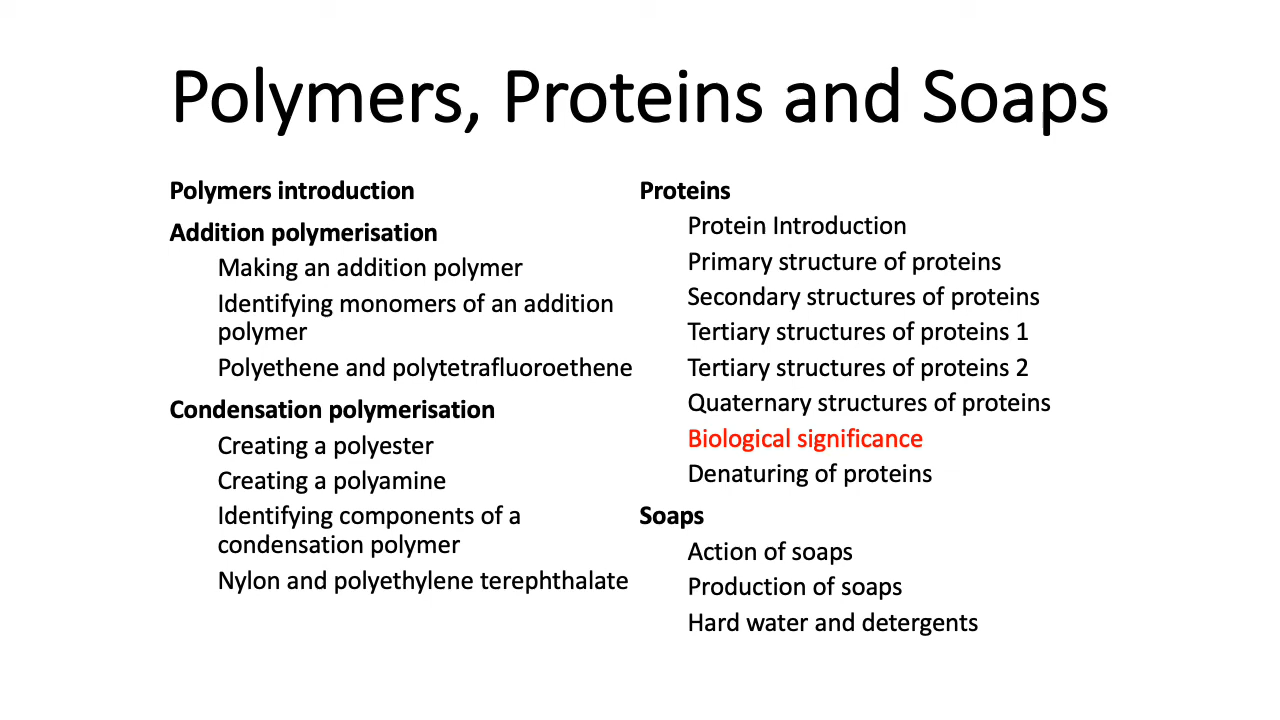 Polymers, Proteins and Soaps
Polymers introduction
Addition polymerisation
Making an addition polymer
Identifying monomers of an addition
polymer
Polyethene and polytetrafluoroethene
Condensation polymerisation
Creating a polyester
Creating a polyamine
Identifying components of a
condensation polymer
Nylon and polyethylene terephthalate
Proteins
Protein Introduction
Primary structure of proteins
Secondary structures of proteins
Tertiary structures of proteins 1
Tertiary structures of proteins 2
Quaternary structures of proteins
Biological significance
Denaturing of proteins
Soaps
Action of soaps
Production of soaps
Hard water and detergents